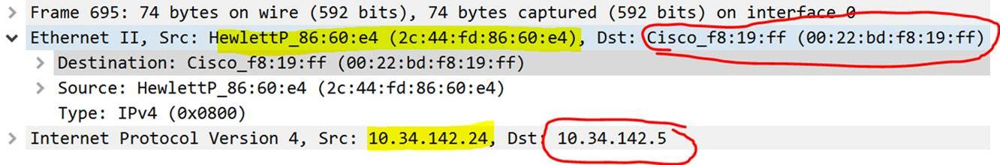 Frame 695: 74 bytes on wire (592 bits), 74 bytes captured (592 bits) on interface 0
Ethernet II, Src: HewlettP_86:60:e4 (2c:44:fd:86:60:e4), Dst: Cisco_f8:19:ff (00:22:bd:f8:19:ff)
Destination: Cisco_f8:19:ff (00:22:bd:f8:19:ff)
Source: HewlettP_86:60:e4 (2c:44:fd:86:60:e4)
Type: IPv4 (0x0800)
Internet Protocol Version 4, Src: 10.34.142.24, Dst: 10.34.142.5